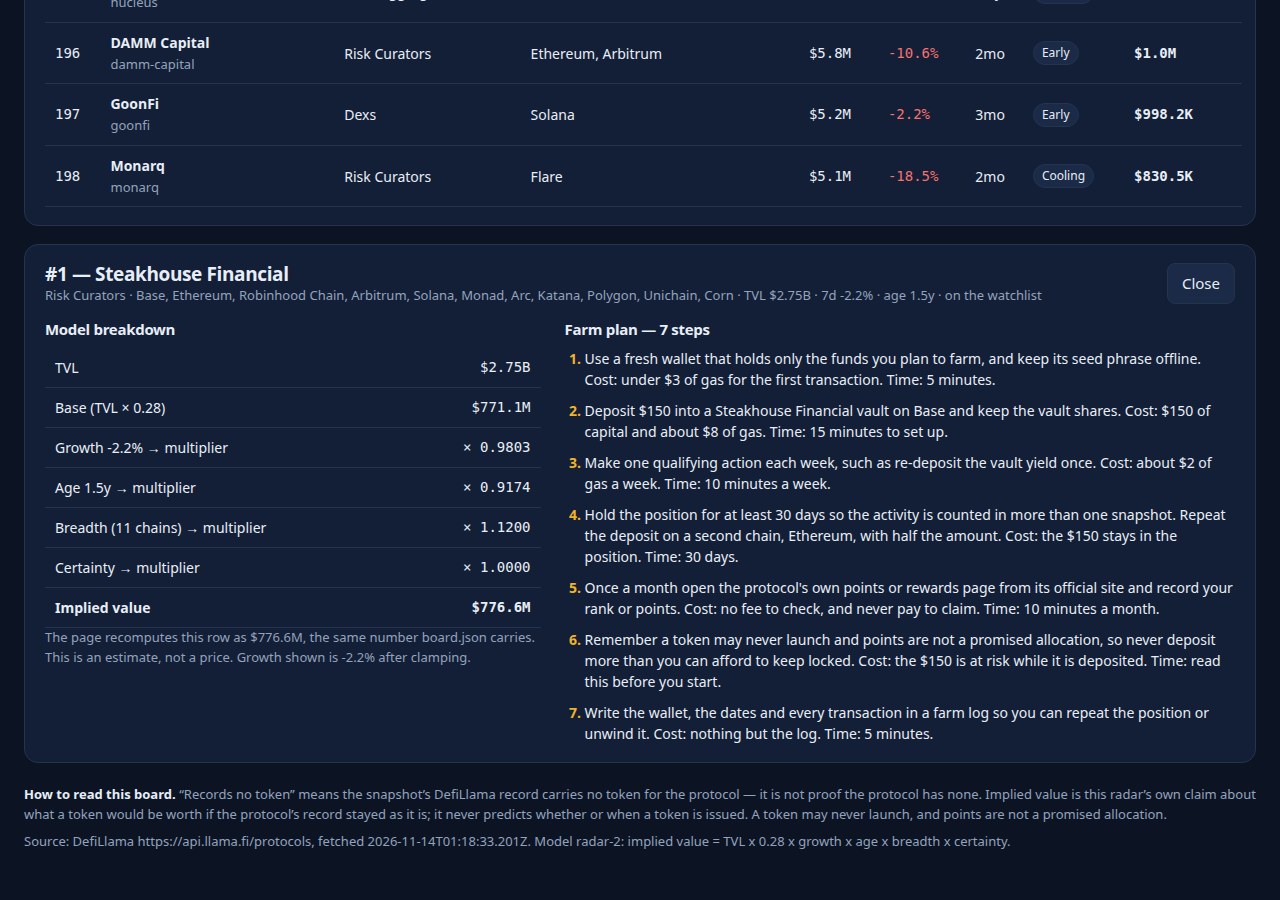 nucleus
196 DAMM Capital Risk Curators Ethereum, Arbitrum $5.8M -10.6% 2mo Early $1.0M
damm-capital
197 GoonFi Dexs Solana $5.2M -2.2% 3mo Early $998.2K
goonfi
198 Monarq Risk Curators Flare $5.1M -18.5% 2mo Cooling $830.5K
monarq
#1 — Steakhouse Financial
Risk Curators · Base, Ethereum, Robinhood Chain, Arbitrum, Solana, Monad, Arc, Katana, Polygon, Unichain, Corn · TVL $2.75B · 7d -2.2% · age 1.5y · on the watchlist
Close
Model breakdown
TVL $2.75B
Base (TVL × 0.28) $771.1M
Growth -2.2% → multiplier × 0.9803
Age 1.5y → multiplier × 0.9174
Breadth (11 chains) → multiplier × 1.1200
Certainty → multiplier × 1.0000
Implied value $776.6M
The page recomputes this row as $776.6M, the same number board.json carries.
This is an estimate, not a price. Growth shown is -2.2% after clamping.
Farm plan — 7 steps
1. Use a fresh wallet that holds only the funds you plan to farm, and keep its seed phrase offline.
Cost: under $3 of gas for the first transaction. Time: 5 minutes.
2. Deposit $150 into a Steakhouse Financial vault on Base and keep the vault shares. Cost: $150 of
capital and about $8 of gas. Time: 15 minutes to set up.
3. Make one qualifying action each week, such as re-deposit the vault yield once. Cost: about $2 of
gas a week. Time: 10 minutes a week.
4. Hold the position for at least 30 days so the activity is counted in more than one snapshot. Repeat
the deposit on a second chain, Ethereum, with half the amount. Cost: the $150 stays in the
position. Time: 30 days.
5. Once a month open the protocol's own points or rewards page from its official site and record your
rank or points. Cost: no fee to check, and never pay to claim. Time: 10 minutes a month.
6. Remember a token may never launch and points are not a promised allocation, so never deposit
more than you can afford to keep locked. Cost: the $150 is at risk while it is deposited. Time: read
this before you start.
7. Write the wallet, the dates and every transaction in a farm log so you can repeat the position or
unwind it. Cost: nothing but the log. Time: 5 minutes.
How to read this board. “Records no token” means the snapshot’s DefiLlama record carries no token for the protocol — it is not proof the protocol has none. Implied value is this radar’s own claim about
what a token would be worth if the protocol’s record stayed as it is; it never predicts whether or when a token is issued. A token may never launch, and points are not a promised allocation.
Source: DefiLlama https://api.llama.fi/protocols, fetched 2026-11-14T01:18:33.201Z. Model radar-2: implied value = TVL x 0.28 x growth x age x breadth x certainty.